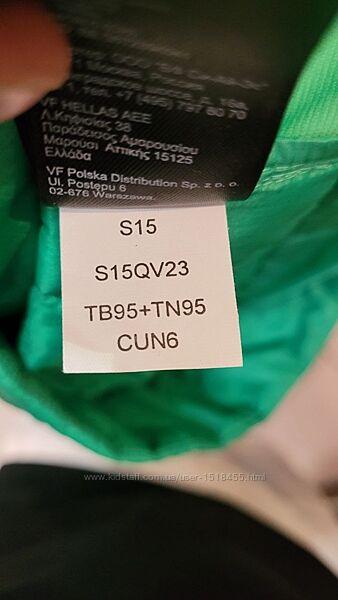 VF HELLAS AEE
Λ.Κηφισίας 38
Παράδεισος Αμαρουσίου
Μαρούσι Αττικής 15125
Ελλάδα
VF Polska Distribution Sp. z o. o.
Ul. Postępu 6
02-676 Warszawa.
S15
S15QV23
TB95+TN95
CUN6
www.kidstaff.com.ua/user-1518455.html